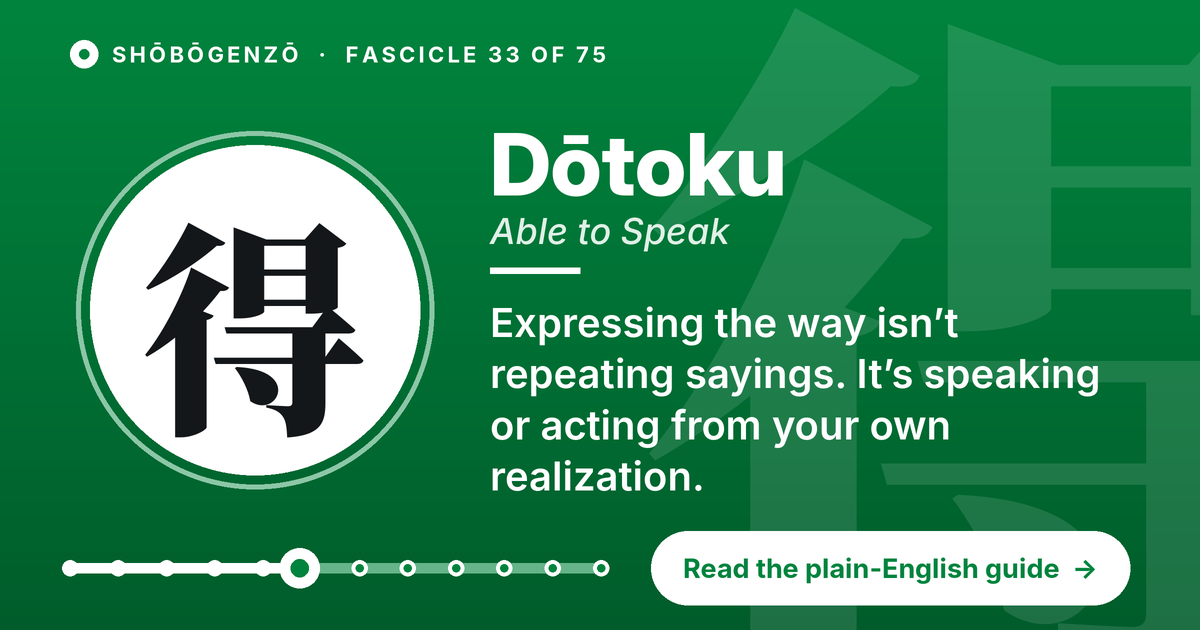 SHŌBŌGENZŌ · FASCICLE 33 OF 75
得
Dōtoku
Able to Speak
Expressing the way isn’t
repeating sayings. It’s speaking
or acting from your own
realization.
Read the plain-English guide →